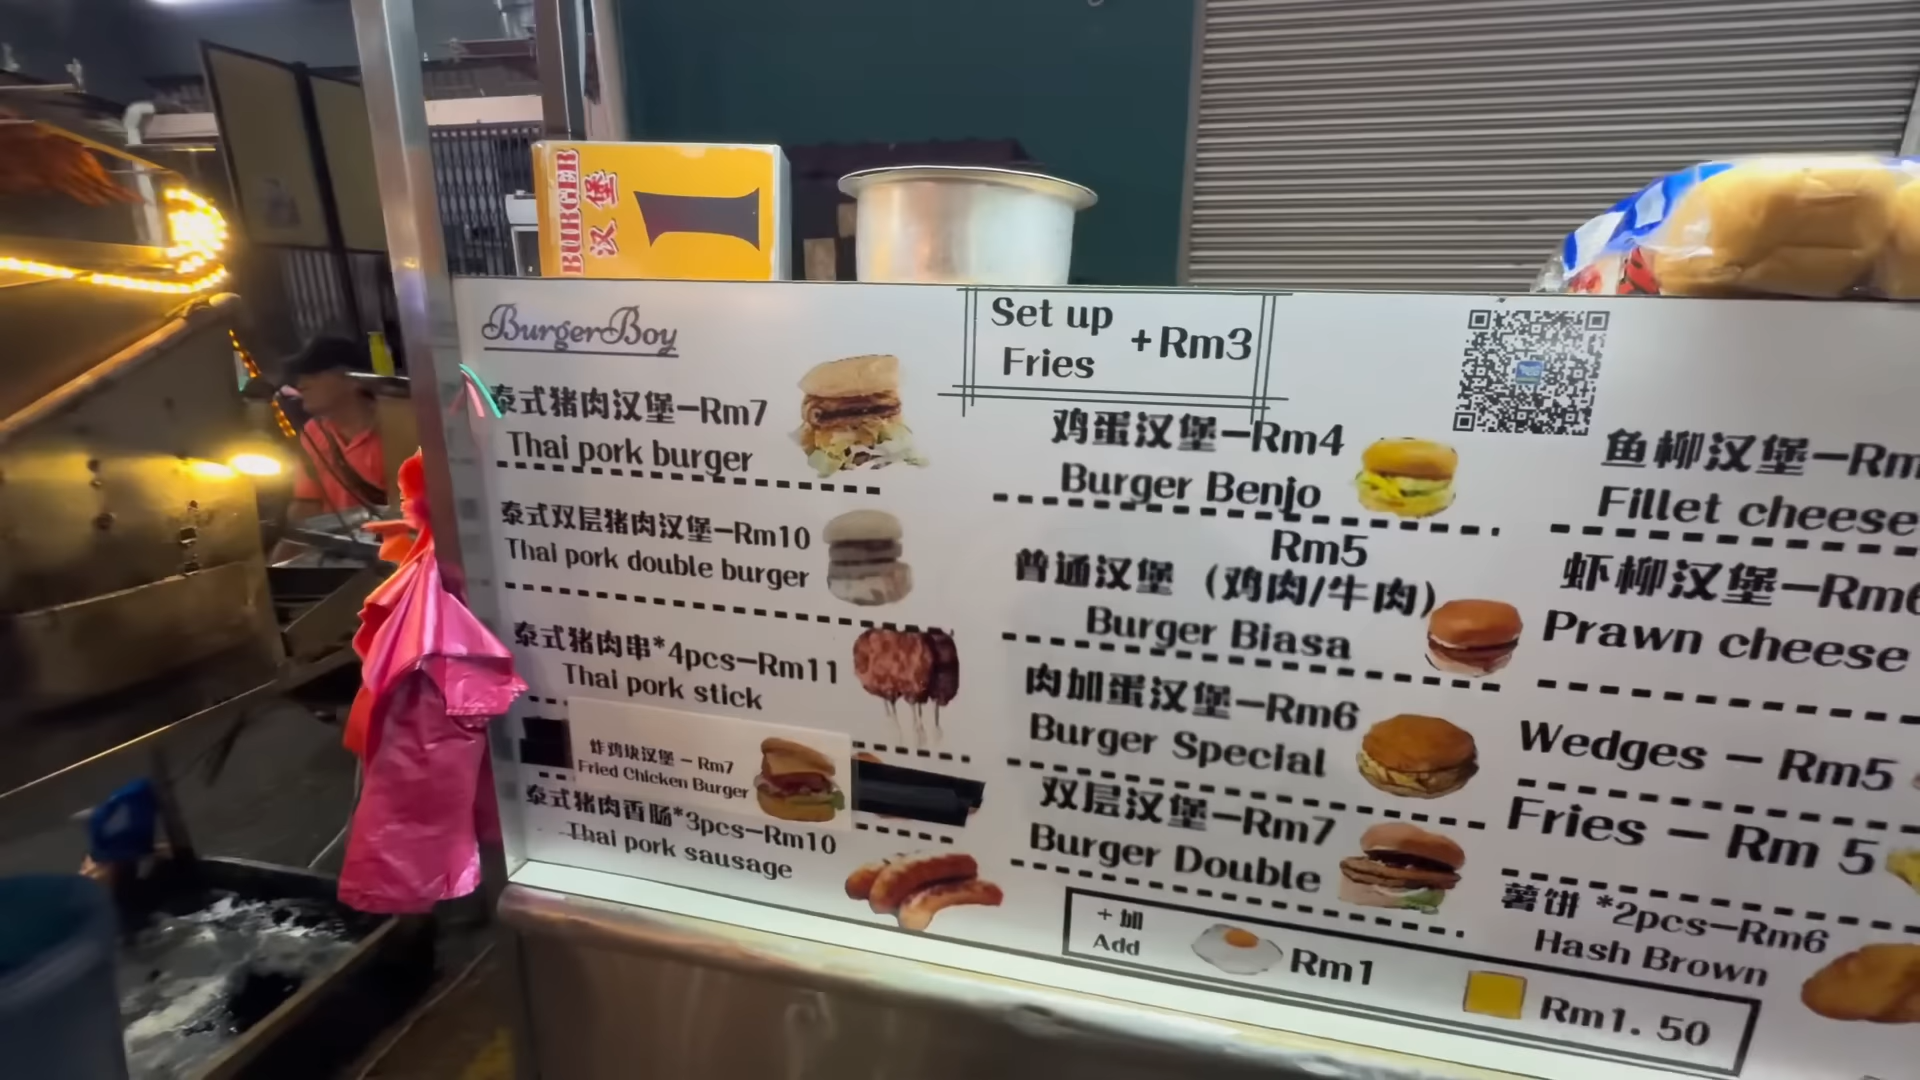 BURGER
汉堡
BurgerBoy
Set up
Fries
+Rm3
泰式猪肉汉堡-Rm7
Thai pork burger
泰式双层猪肉汉堡-Rm10
Thai pork double burger
泰式猪肉串*4pcs-Rm11
Thai pork stick
炸鸡块汉堡 - Rm7
Fried Chicken Burger
泰式猪肉香肠*3pcs-Rm10
Thai pork sausage
鸡蛋汉堡-Rm4
Burger Benjo
Rm5
普通汉堡（鸡肉/牛肉）
Burger Biasa
肉加蛋汉堡-Rm6
Burger Special
双层汉堡-Rm7
Burger Double
+ 加
Add
Rm1
Rm1.50
鱼柳汉堡-Rm
Fillet cheese
虾柳汉堡-Rm6
Prawn cheese
Wedges - Rm5
Fries - Rm 5
薯饼 *2pcs-Rm6
Hash Brown